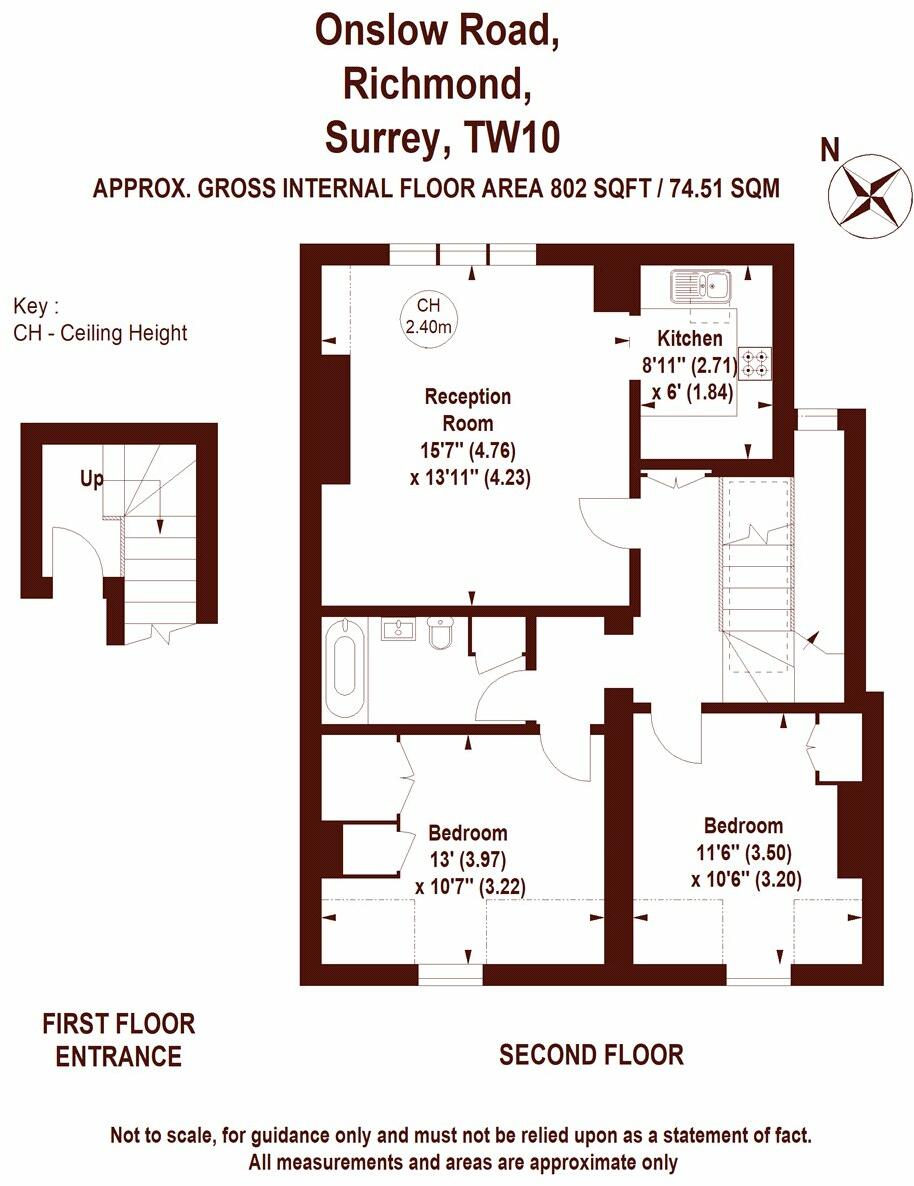 Onslow Road,
Richmond,
Surrey, TW10
N
APPROX. GROSS INTERNAL FLOOR AREA 802 SQFT / 74.51 SQM
Key :
CH - Ceiling Height
CH
2.40m
Kitchen
8'11" (2.71)
x 6' (1.84)
Reception
Room
15'7" (4.76)
x 13'11" (4.23)
Up
Bedroom
13' (3.97)
x 10'7" (3.22)
Bedroom
11'6" (3.50)
x 10'6" (3.20)
FIRST FLOOR
ENTRANCE
SECOND FLOOR
Not to scale, for guidance only and must not be relied upon as a statement of fact.
All measurements and areas are approximate only